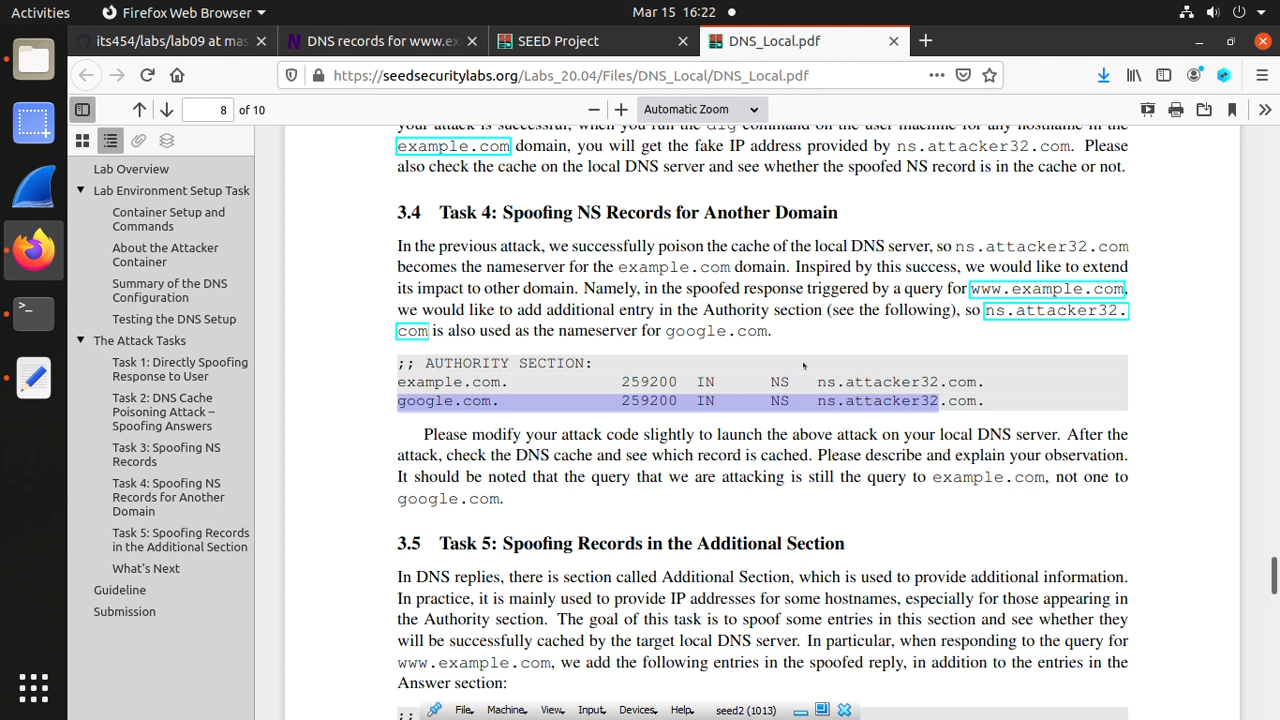 Activities
Firefox Web Browser
Mar 15 16:22
its454/labs/lab09 at mas
DNS records for www.ex
SEED Project
DNS_Local.pdf
https://seedsecuritylabs.org/Labs_20.04/Files/DNS_Local/DNS_Local.pdf
8 of 10
Automatic Zoom
Lab Overview
Lab Environment Setup Task
Container Setup and
Commands
About the Attacker
Container
Summary of the DNS
Configuration
Testing the DNS Setup
The Attack Tasks
Task 1: Directly Spoofing
Response to User
Task 2: DNS Cache
Poisoning Attack –
Spoofing Answers
Task 3: Spoofing NS
Records
Task 4: Spoofing NS
Records for Another
Domain
Task 5: Spoofing Records
in the Additional Section
What's Next
Guideline
Submission
your attack is successful, when you run the dig command on the user machine for any hostname in the
example.com domain, you will get the fake IP address provided by ns.attacker32.com. Please
also check the cache on the local DNS server and see whether the spoofed NS record is in the cache or not.
3.4 Task 4: Spoofing NS Records for Another Domain
In the previous attack, we successfully poison the cache of the local DNS server, so ns.attacker32.com
becomes the nameserver for the example.com domain. Inspired by this success, we would like to extend
its impact to other domain. Namely, in the spoofed response triggered by a query for www.example.com,
we would like to add additional entry in the Authority section (see the following), so ns.attacker32.
com is also used as the nameserver for google.com.
;; AUTHORITY SECTION:
example.com. 259200 IN NS ns.attacker32.com.
google.com. 259200 IN NS ns.attacker32.com.
Please modify your attack code slightly to launch the above attack on your local DNS server. After the
attack, check the DNS cache and see which record is cached. Please describe and explain your observation.
It should be noted that the query that we are attacking is still the query to example.com, not one to
google.com.
3.5 Task 5: Spoofing Records in the Additional Section
In DNS replies, there is section called Additional Section, which is used to provide additional information.
In practice, it is mainly used to provide IP addresses for some hostnames, especially for those appearing in
the Authority section. The goal of this task is to spoof some entries in this section and see whether they
will be successfully cached by the target local DNS server. In particular, when responding to the query for
www.example.com, we add the following entries in the spoofed reply, in addition to the entries in the
Answer section:
;;
File Machine View Input Devices Help seed2 (1013)